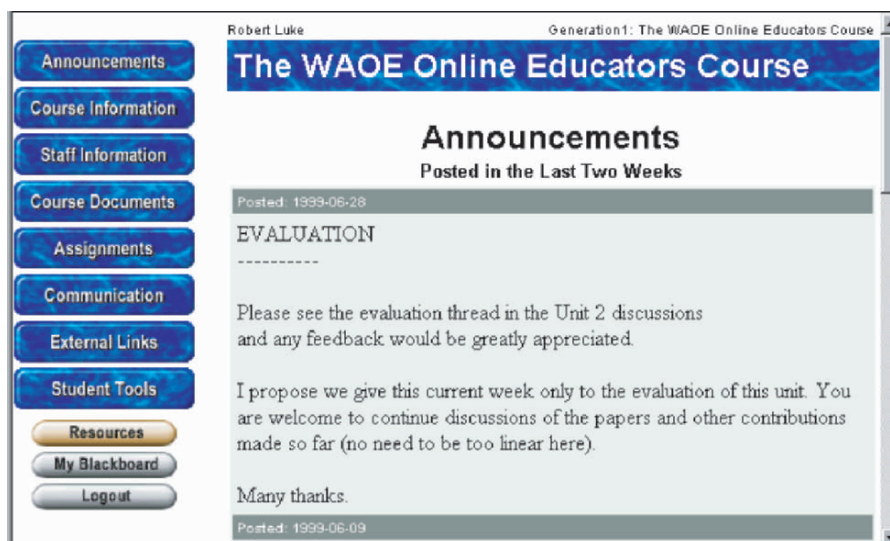 Robert Luke
Generation1: The WAOE Online Educators Course
The WAOE Online Educators Course
Announcements
Course Information
Staff Information
Course Documents
Assignments
Communication
External Links
Student Tools
Resources
My Blackboard
Logout
Announcements
Posted in the Last Two Weeks
Posted: 1999-06-28
EVALUATION
----------
Please see the evaluation thread in the Unit 2 discussions
and any feedback would be greatly appreciated.
I propose we give this current week only to the evaluation of this unit. You
are welcome to continue discussions of the papers and other contributions
made so far (no need to be too linear here).
Many thanks.
Posted: 1999-06-09